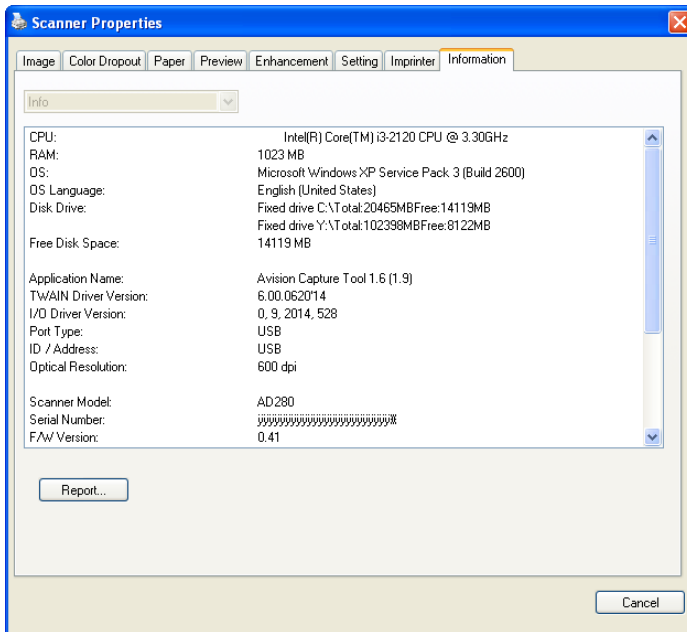 Scanner Properties
Image Color Dropout Paper Preview Enhancement Setting Imprinter Information
Info
CPU: Intel(R) Core(TM) i3-2120 CPU @ 3.30GHz
RAM: 1023 MB
OS: Microsoft Windows XP Service Pack 3 (Build 2600)
OS Language: English (United States)
Disk Drive: Fixed drive C:\Total:20465MBFree:14119MB
Fixed drive Y:\Total:102398MBFree:8122MB
Free Disk Space: 14119 MB
Application Name: Avision Capture Tool 1.6 (1.9)
TWAIN Driver Version: 6.00.0620'14
I/O Driver Version: 0, 9, 2014, 528
Port Type: USB
ID / Address: USB
Optical Resolution: 600 dpi
Scanner Model: AD280
Serial Number:
F/W Version: 0.41
Report...
Cancel